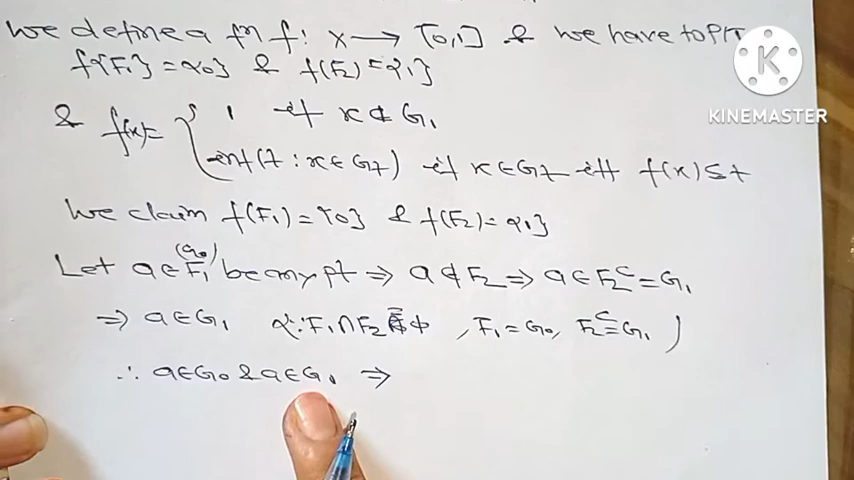 We define a fn f: X → [0,1] & we have to P.T
f{F₁} = {0} & f(F₂) = {1}
& f(x) = { 1 if x ∉ G₁
inf(t : x ∈ Gt) if x ∈ Gt iff f(x) ≤ t
We claim f(F₁) = {0} & f(F₂) = {1}
(G₀)
Let a ∈ F₁ be any pt ⇒ a ∉ F₂ ⇒ a ∈ F₂ᶜ = G₁
⇒ a ∈ G₁ {∵ F₁ ∩ F₂ = φ , F₁ = G₀, F₂ᶜ = G₁ )
∴ a ∈ G₀ & a ∈ G₁ ⇒
KINEMASTER